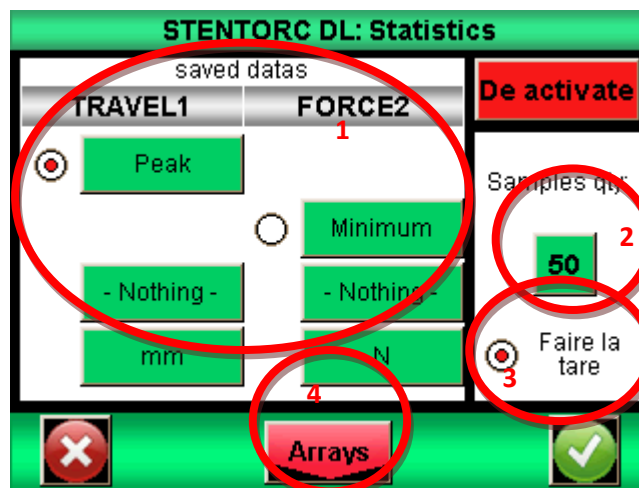 STENTORC DL: Statistics
saved datas
TRAVEL1 FORCE2
De activate
1
Peak
Samples qty:
Minimum
2
50
- Nothing - - Nothing -
Faire la
tare
3
mm N
4
Arrays